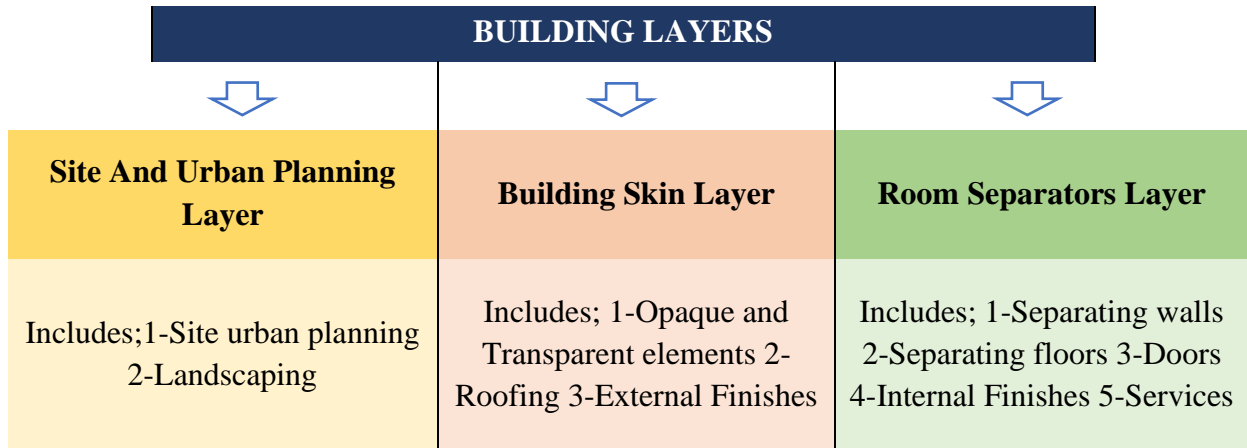 BUILDING LAYERS
Site And Urban Planning
Layer
Building Skin Layer
Room Separators Layer
Includes;1-Site urban planning
2-Landscaping
Includes; 1-Opaque and
Transparent elements 2-
Roofing 3-External Finishes
Includes; 1-Separating walls
2-Separating floors 3-Doors
4-Internal Finishes 5-Services